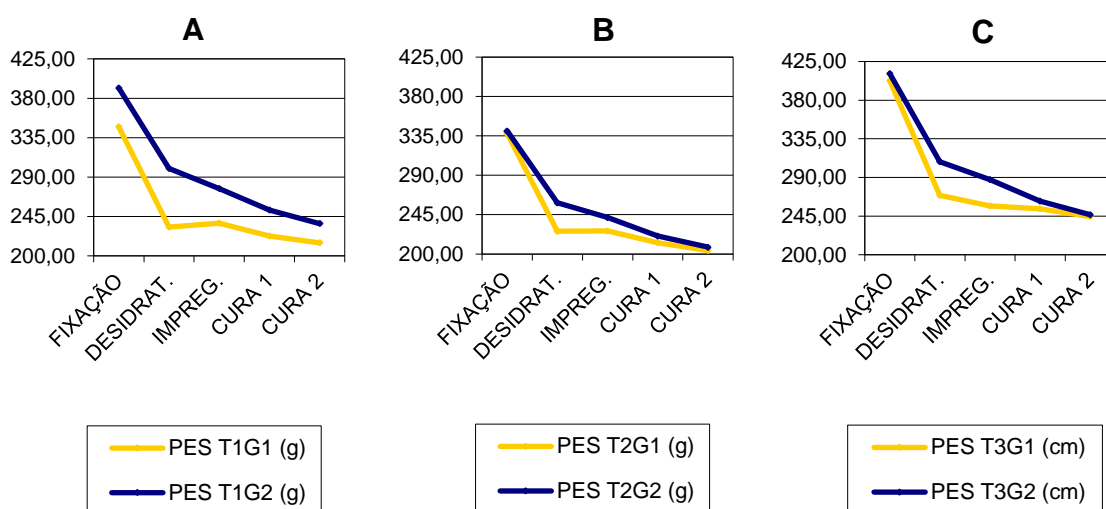 A
425,00
380,00
335,00
290,00
245,00
200,00
FIXAÇÃO
DESIDRAT.
IMPREG.
CURA 1
CURA 2
PES T1G1 (g)
PES T1G2 (g)
B
425,00
380,00
335,00
290,00
245,00
200,00
FIXAÇÃO
DESIDRAT.
IMPREG.
CURA 1
CURA 2
PES T2G1 (g)
PES T2G2 (g)
C
425,00
380,00
335,00
290,00
245,00
200,00
FIXAÇÃO
DESIDRAT.
IMPREG.
CURA 1
CURA 2
PES T3G1 (cm)
PES T3G2 (cm)